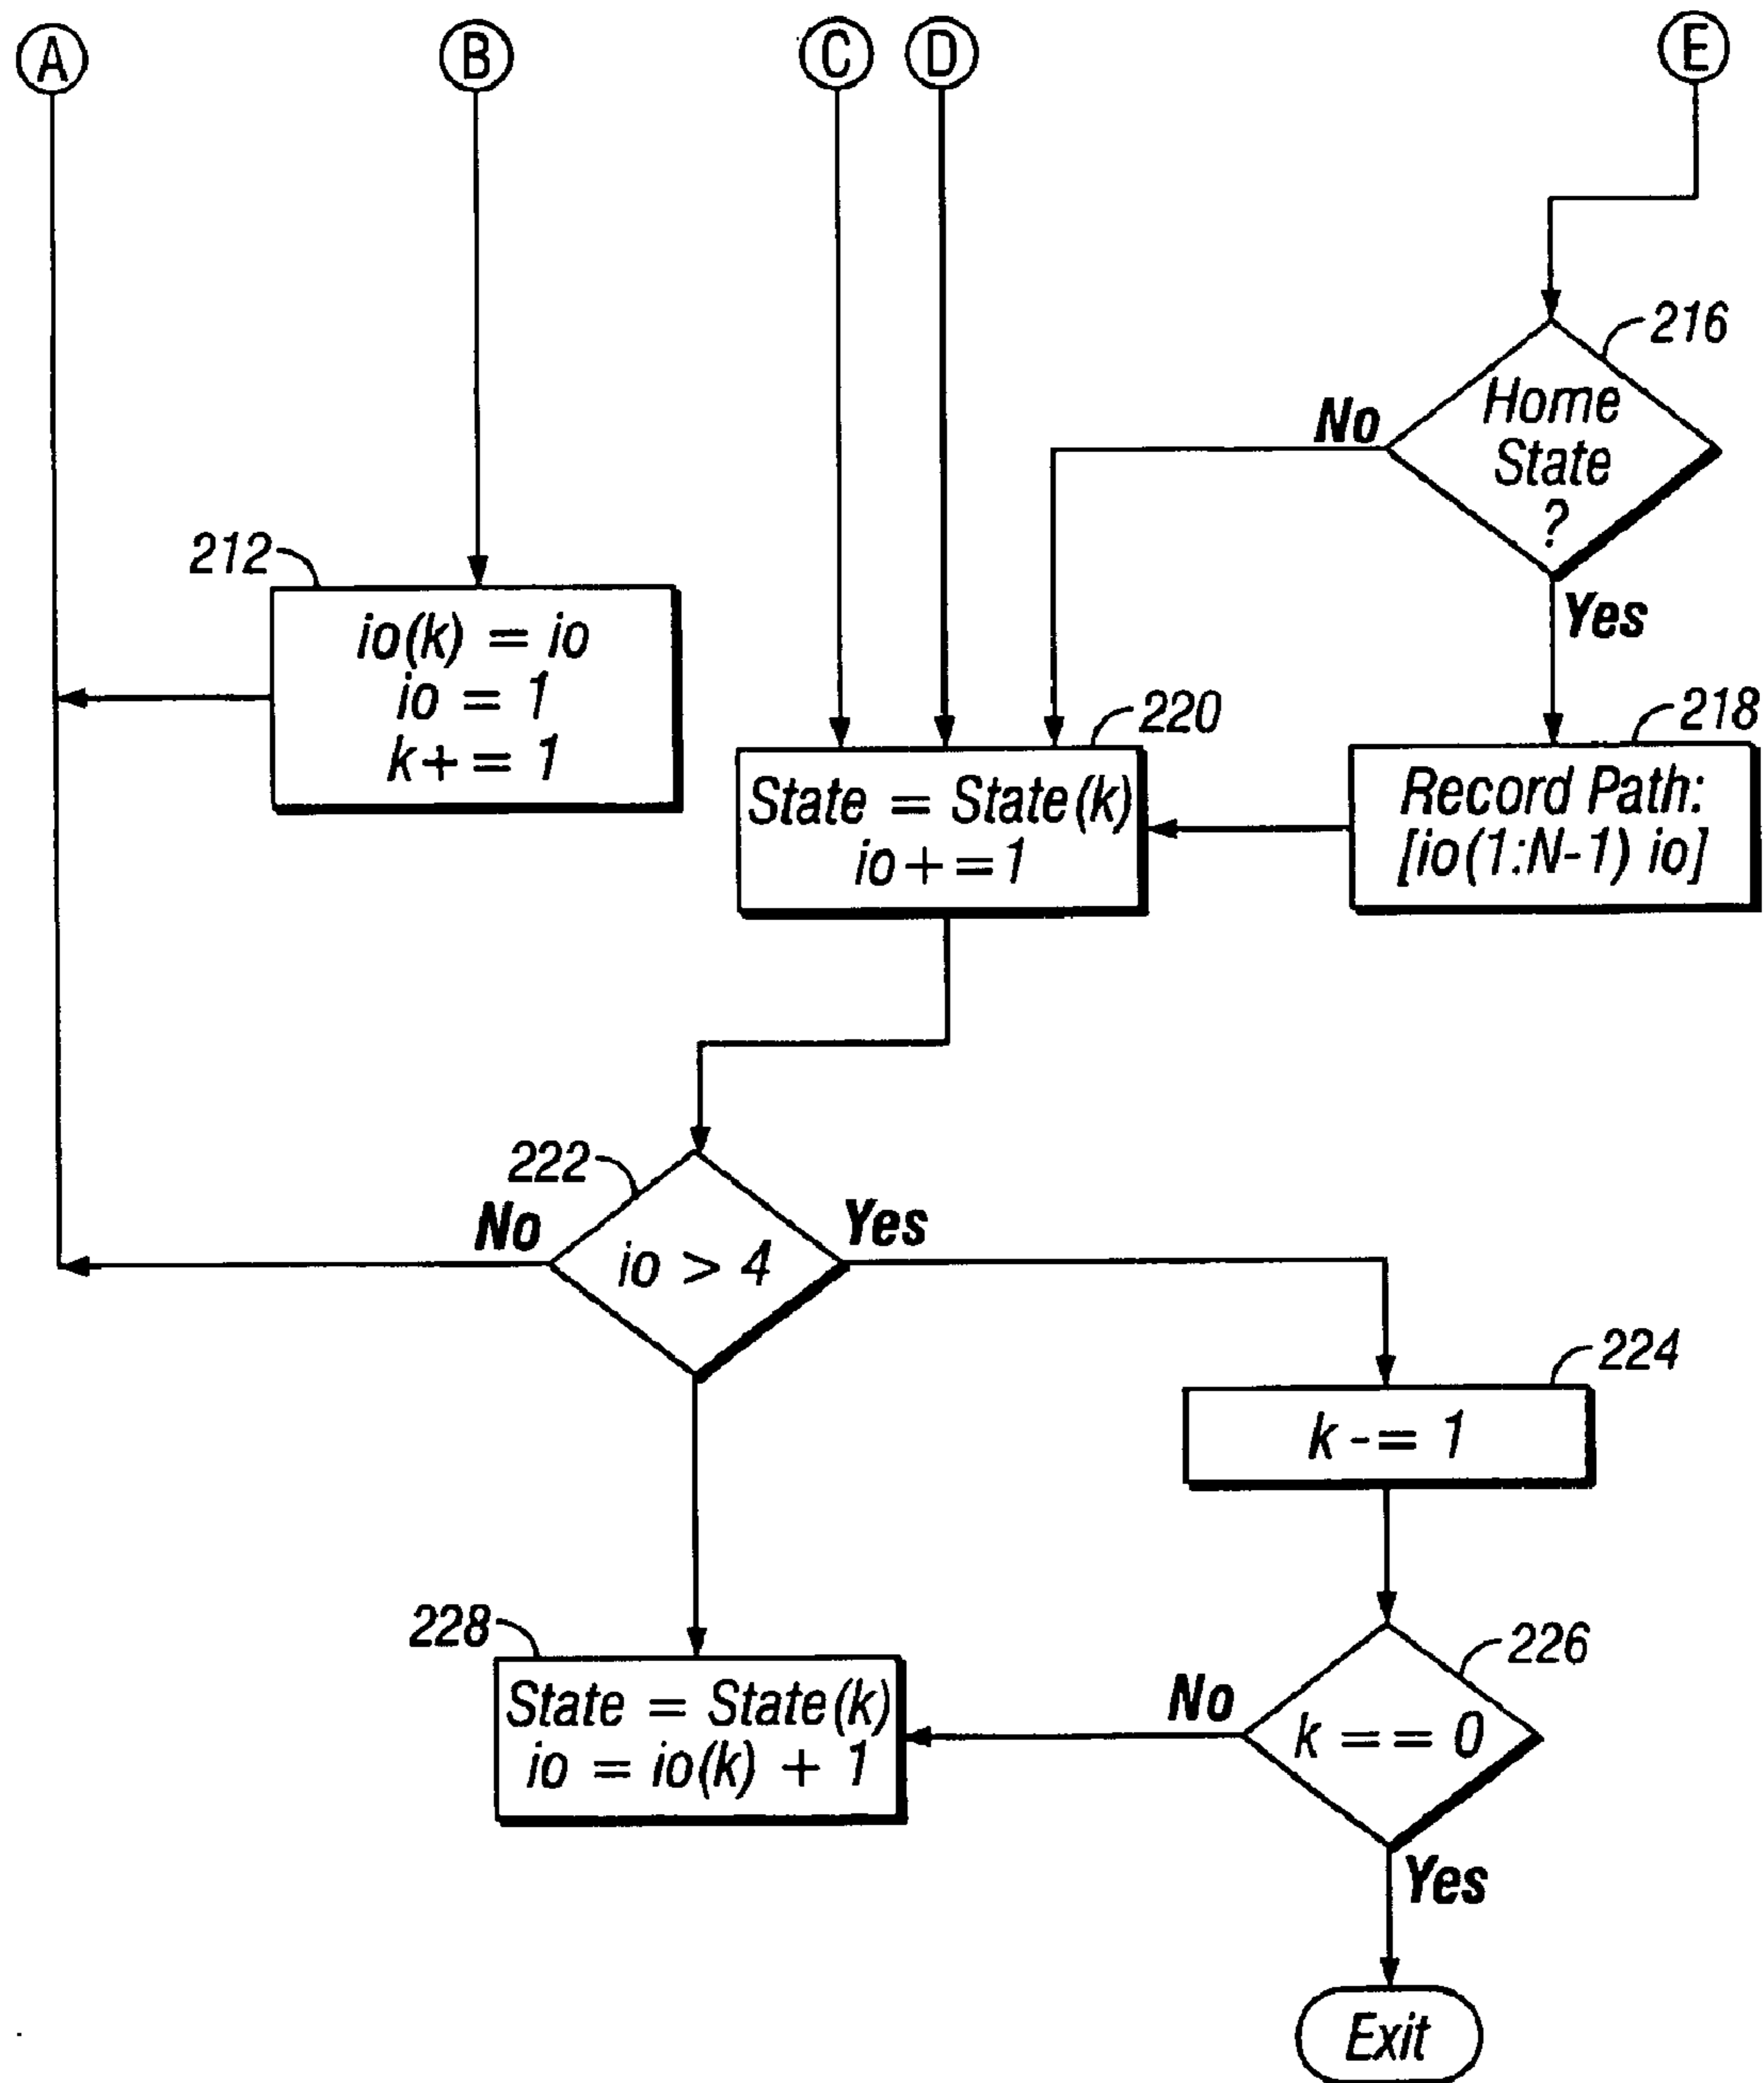 A
B
C
D
E
216
Home
State
?
No
Yes
212
io(k) = io
io = 1
k+ = 1
220
State = State(k)
io + =1
218
Record Path:
[io(1:N-1) io]
222
No
io > 4
Yes
224
k -= 1
228
State = State(k)
io = io(k) + 1
226
No
k = = 0
Yes
Exit